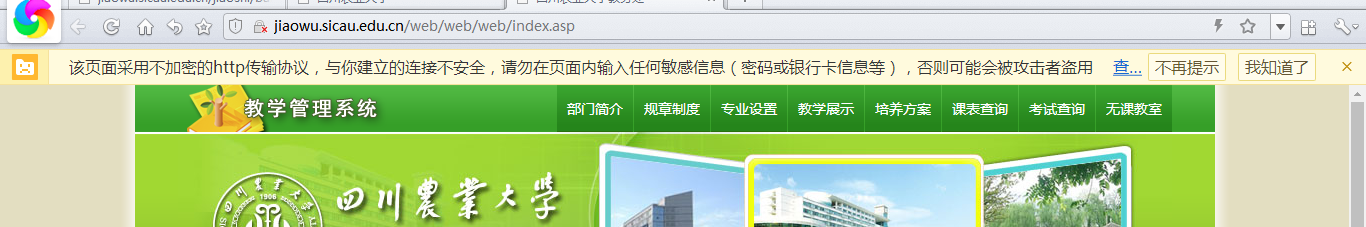 jiaowu.sicau.edu.cn/web/web/web/index.asp
该页面采用不加密的http传输协议，与你建立的连接不安全，请勿在页面内输入任何敏感信息（密码或银行卡信息等），否则可能会被攻击者盗用 查... 不再提示 我知道了
教学管理系统 部门简介 规章制度 专业设置 教学展示 培养方案 课表查询 考试查询 无课教室
四川農業大學
1906